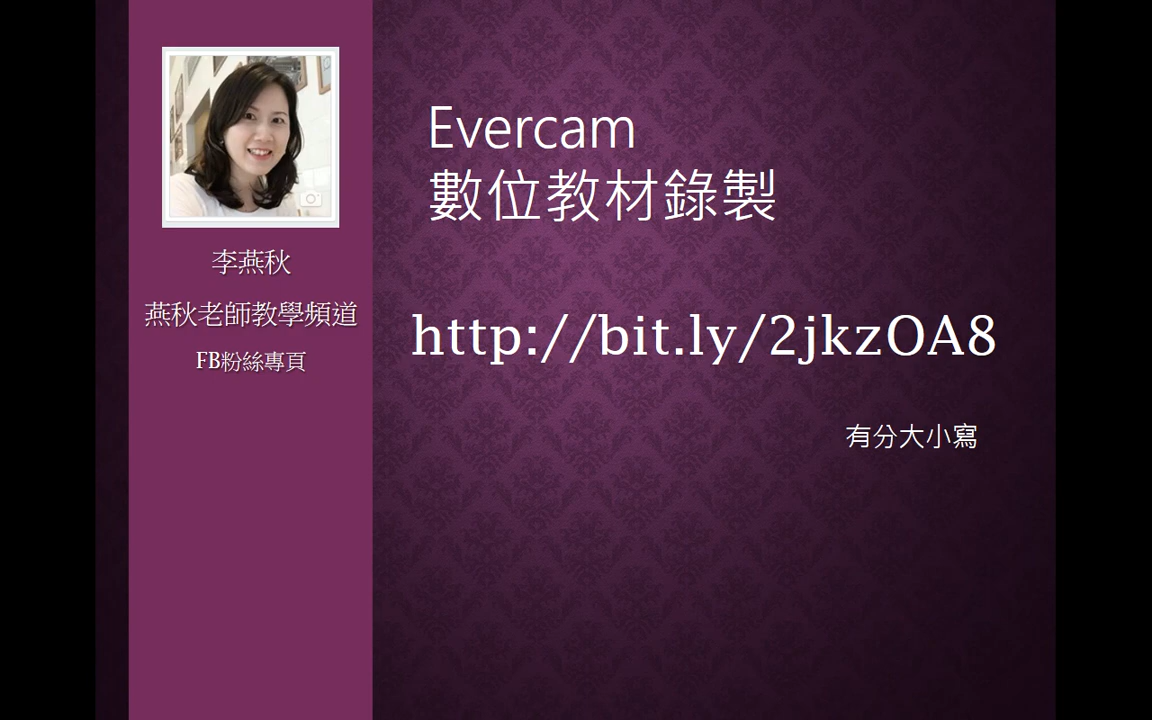 李燕秋
燕秋老師教學頻道
FB粉絲專頁
Evercam
數位教材錄製
http://bit.ly/2jkzOA8
有分大小寫